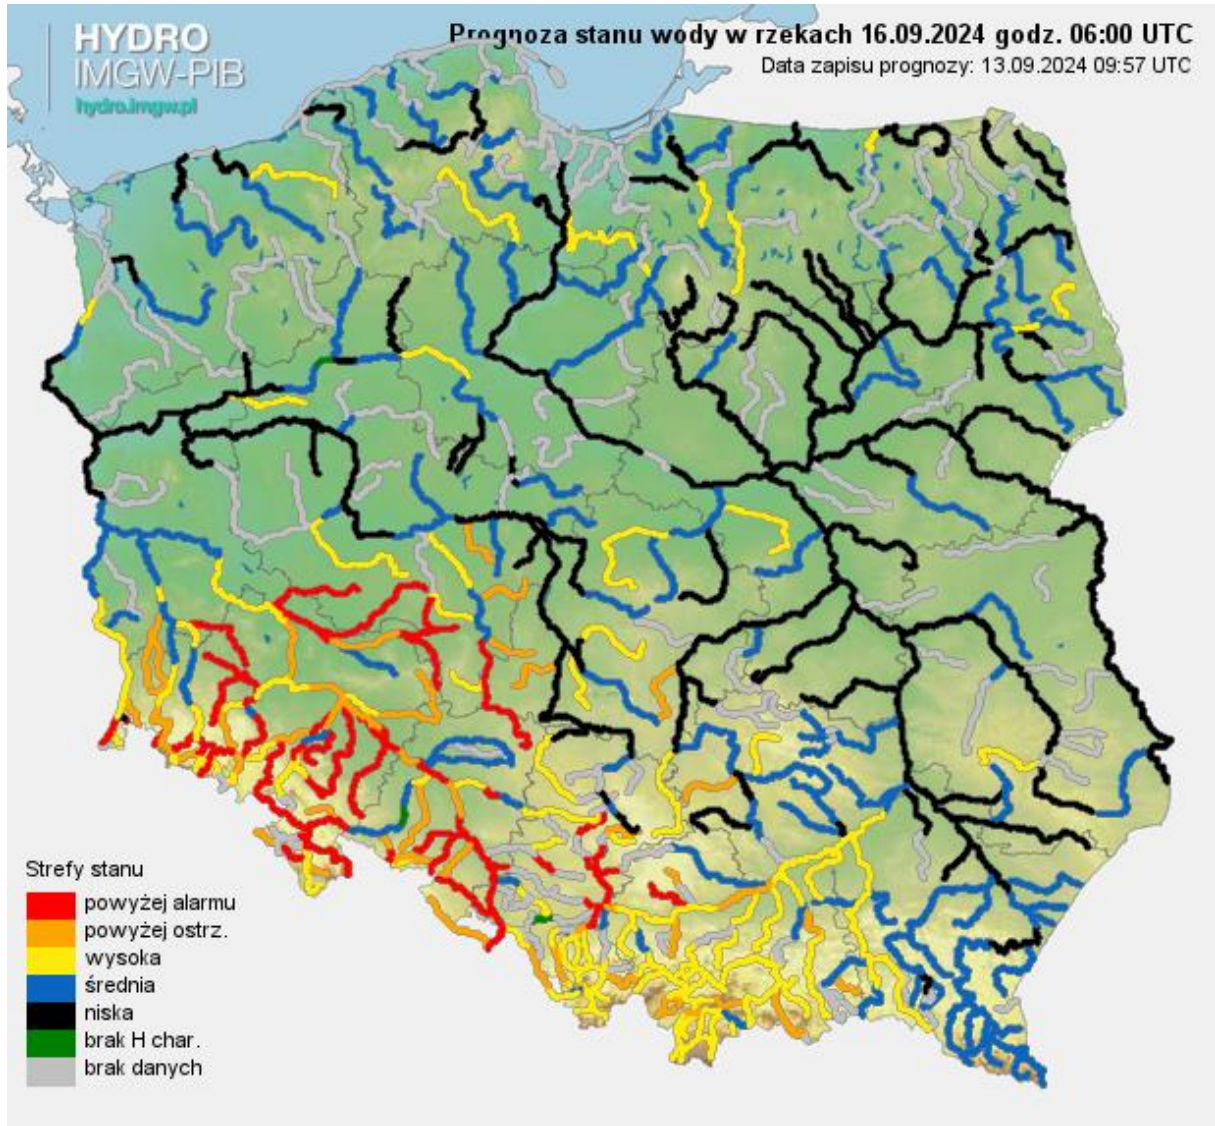 HYDRO
IMGW-PIB
hydro.imgw.pl
Prognoza stanu wody w rzekach 16.09.2024 godz. 06:00 UTC
Data zapisu prognozy: 13.09.2024 09:57 UTC
Strefy stanu
powyżej alarmu
powyżej ostrz.
wysoka
średnia
niska
brak H char.
brak danych